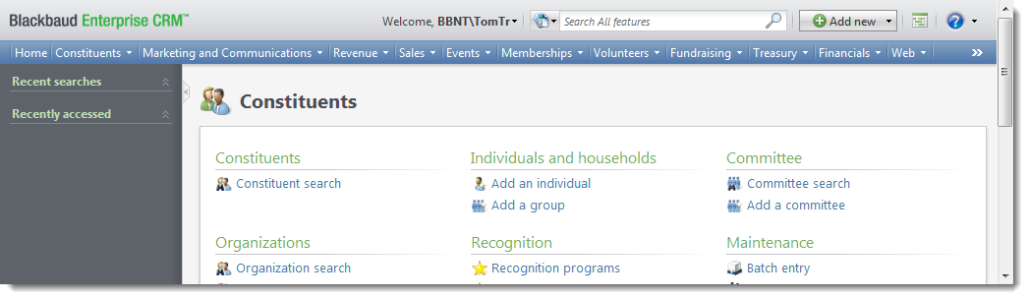 Blackbaud Enterprise CRM™ Welcome, BBNT\TomTr Search All features Add new
Home Constituents Marketing and Communications Revenue Sales Events Memberships Volunteers Fundraising Treasury Financials Web »
Recent searches
Recently accessed
Constituents
Constituents Individuals and households Committee
Constituent search Add an individual Committee search
Add a group Add a committee
Organizations Recognition Maintenance
Organization search Recognition programs Batch entry